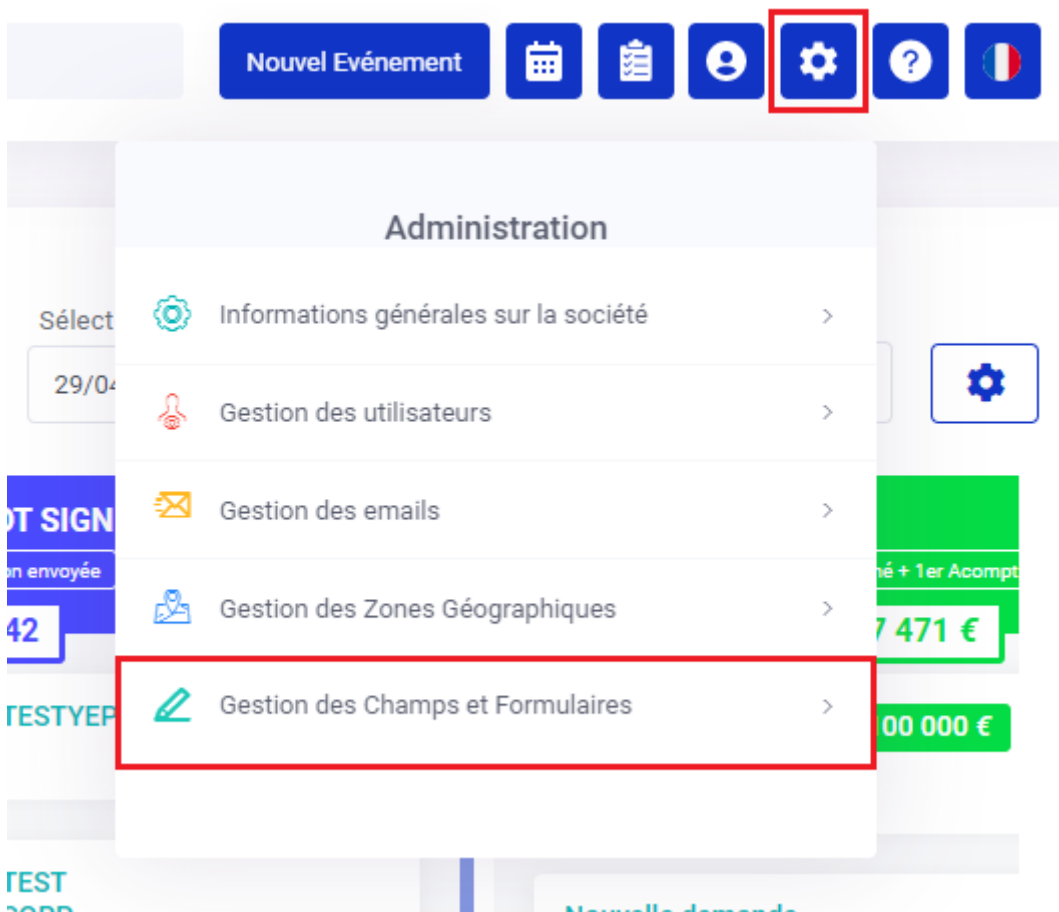 Nouvel Evénement
Administration
Sélect
Informations générales sur la société
29/04
Gestion des utilisateurs
Gestion des emails
OT SIGN
on envoyée
né + 1er Acompt
Gestion des Zones Géographiques
42
7 471 €
Gestion des Champs et Formulaires
TESTYEP
100 000 €
TEST
Nouvelle demande